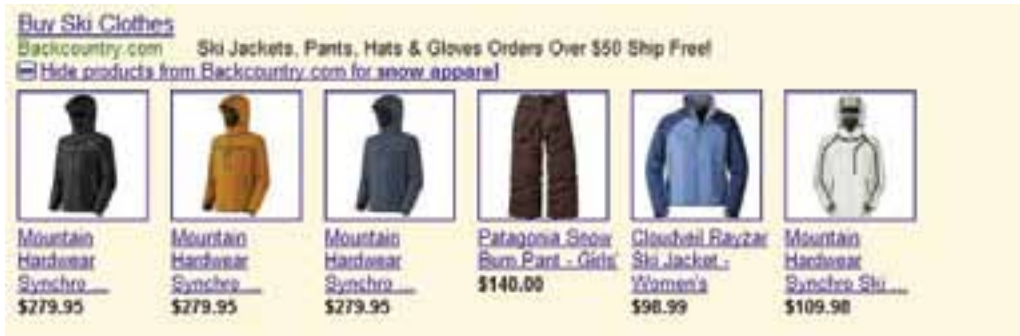 Buy Ski Clothes
Backcountry.com Ski Jackets, Pants, Hats & Gloves Orders Over $50 Ship Free!
Hide products from Backcountry.com for snow apparel
Mountain Hardwear Synchro ...
$279.95
Mountain Hardwear Synchro ...
$279.95
Mountain Hardwear Synchro ...
$279.95
Patagonia Snow Bum Pant - Girls'
$140.00
Cloudveil Rayzar Ski Jacket - Women's
$98.99
Mountain Hardwear Synchro Ski ...
$109.98